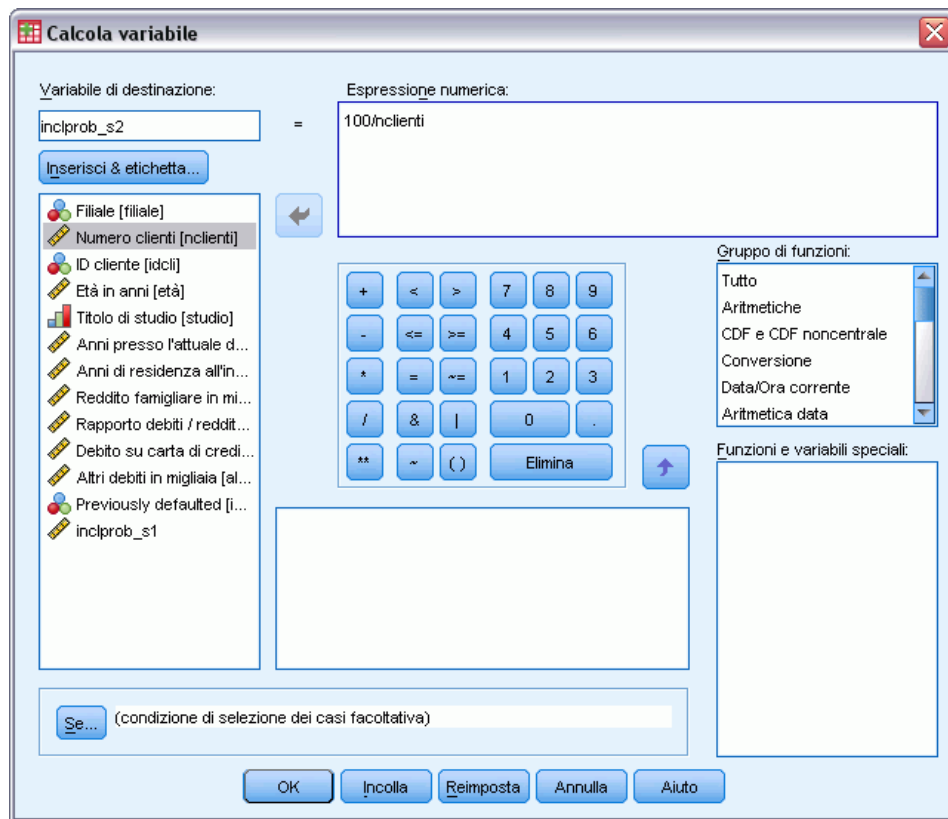 Calcola variabile
Variabile di destinazione:
Espressione numerica:
inclprob_s2
=
100/nclienti
Inserisci & etichetta...
Filiale [filiale]
Numero clienti [nclienti]
ID cliente [idcli]
Età in anni [età]
Titolo di studio [studio]
Anni presso l'attuale d...
Anni di residenza all'in...
Reddito famigliare in mi...
Rapporto debiti / reddit...
Debito su carta di credi...
Altri debiti in migliaia [al...
Previously defaulted [i...
inclprob_s1
+ < > 7 8 9
- <= >= 4 5 6
* = ~= 1 2 3
/ & | 0 .
** ~ ( ) Elimina
Gruppo di funzioni:
Tutto
Aritmetiche
CDF e CDF noncentrale
Conversione
Data/Ora corrente
Aritmetica data
Funzioni e variabili speciali:
Se... (condizione di selezione dei casi facoltativa)
OK Incolla Reimposta Annulla Aiuto